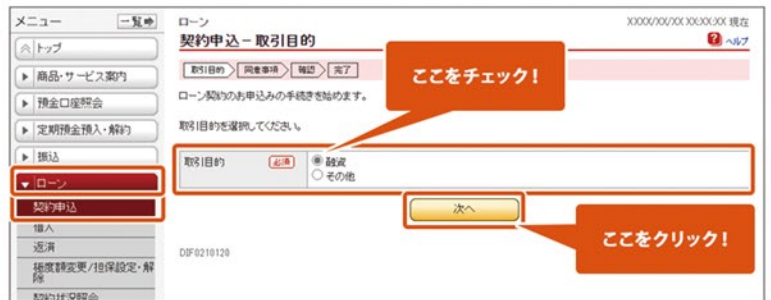 メニュー
一覧
トップ
商品・サービス案内
預金口座照会
定期預金預入・解約
振込
ローン
契約申込
借入
返済
極度額変更/担保設定・解
除
契約状況照会
ローン
XXXX/XX/XX XX:XX:XX 現在
契約申込－取引目的
? ヘルプ
取引目的 同意事項 確認 完了
ここをチェック!
ローン契約のお申込みの手続きを始めます。
取引目的を選択してください。
取引目的 必須 融資
その他
次へ
ここをクリック!
DIF0210120